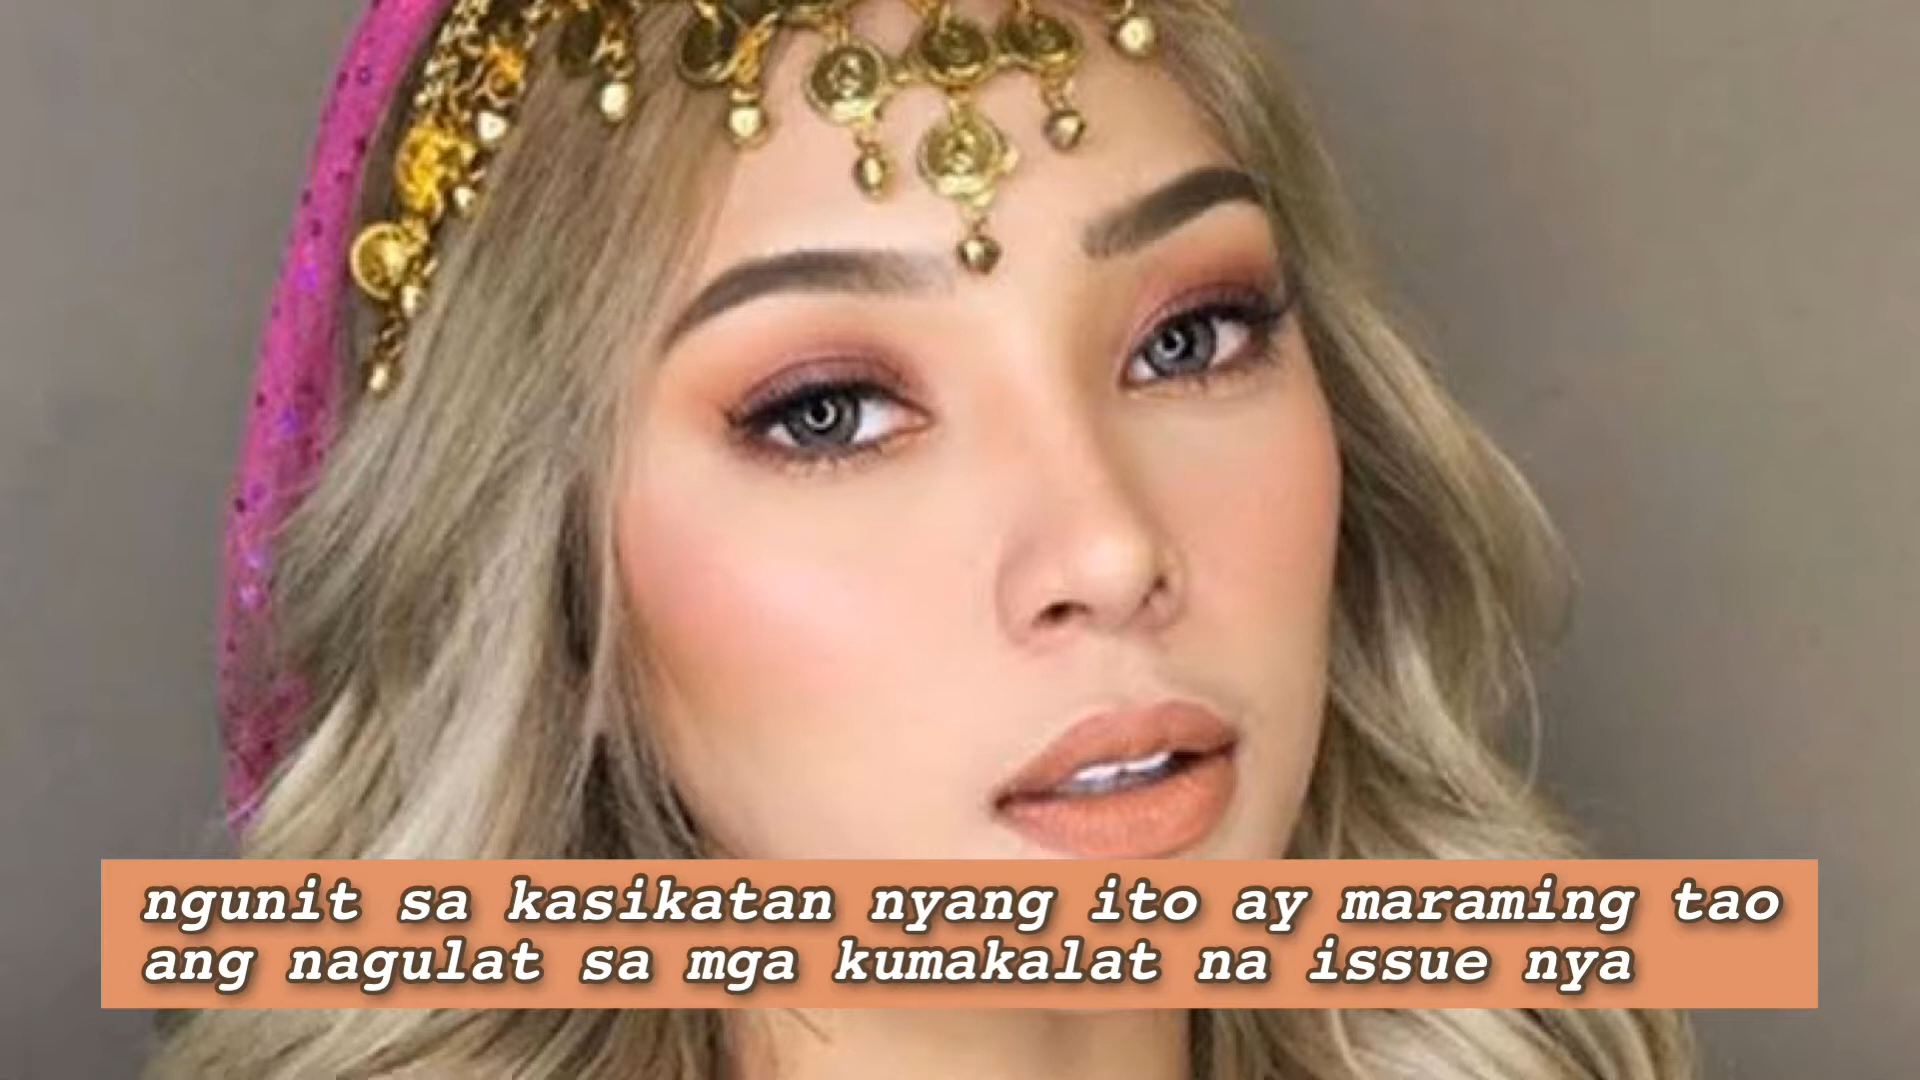 ngunit sa kasikatan nyang ito ay maraming tao
ang nagulat sa mga kumakalat na issue nya